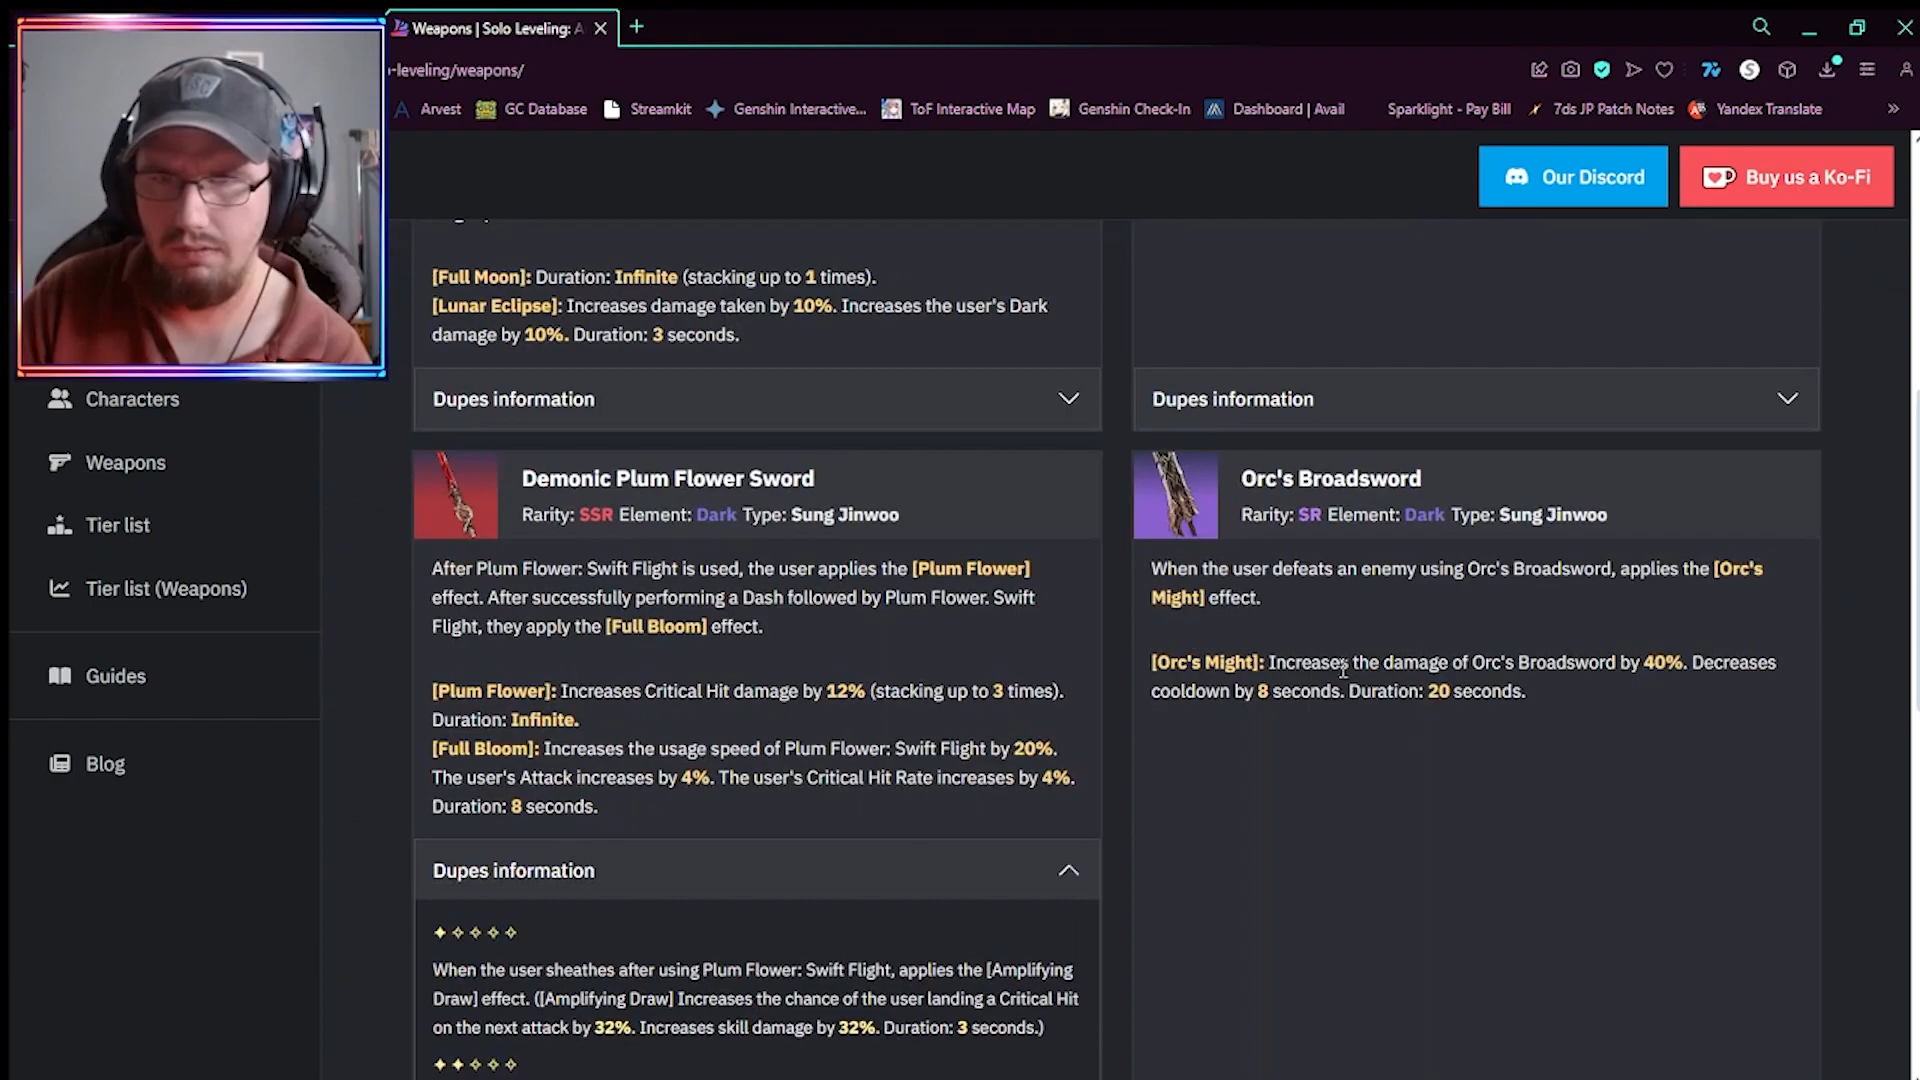 Weapons | Solo Leveling: A
-leveling/weapons/
Arvest
GC Database
Streamkit
Genshin Interactive...
ToF Interactive Map
Genshin Check-In
Dashboard | Avail
Sparklight - Pay Bill
7ds JP Patch Notes
Yandex Translate
Our Discord
Buy us a Ko-Fi
Characters
Weapons
Tier list
Tier list (Weapons)
Guides
Blog
[Full Moon]: Duration: Infinite (stacking up to 1 times).
[Lunar Eclipse]: Increases damage taken by 10%. Increases the user's Dark
damage by 10%. Duration: 3 seconds.
Dupes information
Dupes information
Demonic Plum Flower Sword
Rarity: SSR Element: Dark Type: Sung Jinwoo
After Plum Flower: Swift Flight is used, the user applies the [Plum Flower]
effect. After successfully performing a Dash followed by Plum Flower. Swift
Flight, they apply the [Full Bloom] effect.
[Plum Flower]: Increases Critical Hit damage by 12% (stacking up to 3 times).
Duration: Infinite.
[Full Bloom]: Increases the usage speed of Plum Flower: Swift Flight by 20%.
The user's Attack increases by 4%. The user's Critical Hit Rate increases by 4%.
Duration: 8 seconds.
Dupes information
When the user sheathes after using Plum Flower: Swift Flight, applies the [Amplifying
Draw] effect. ([Amplifying Draw] Increases the chance of the user landing a Critical Hit
on the next attack by 32%. Increases skill damage by 32%. Duration: 3 seconds.)
Orc's Broadsword
Rarity: SR Element: Dark Type: Sung Jinwoo
When the user defeats an enemy using Orc's Broadsword, applies the [Orc's
Might] effect.
[Orc's Might]: Increases the damage of Orc's Broadsword by 40%. Decreases
cooldown by 8 seconds. Duration: 20 seconds.